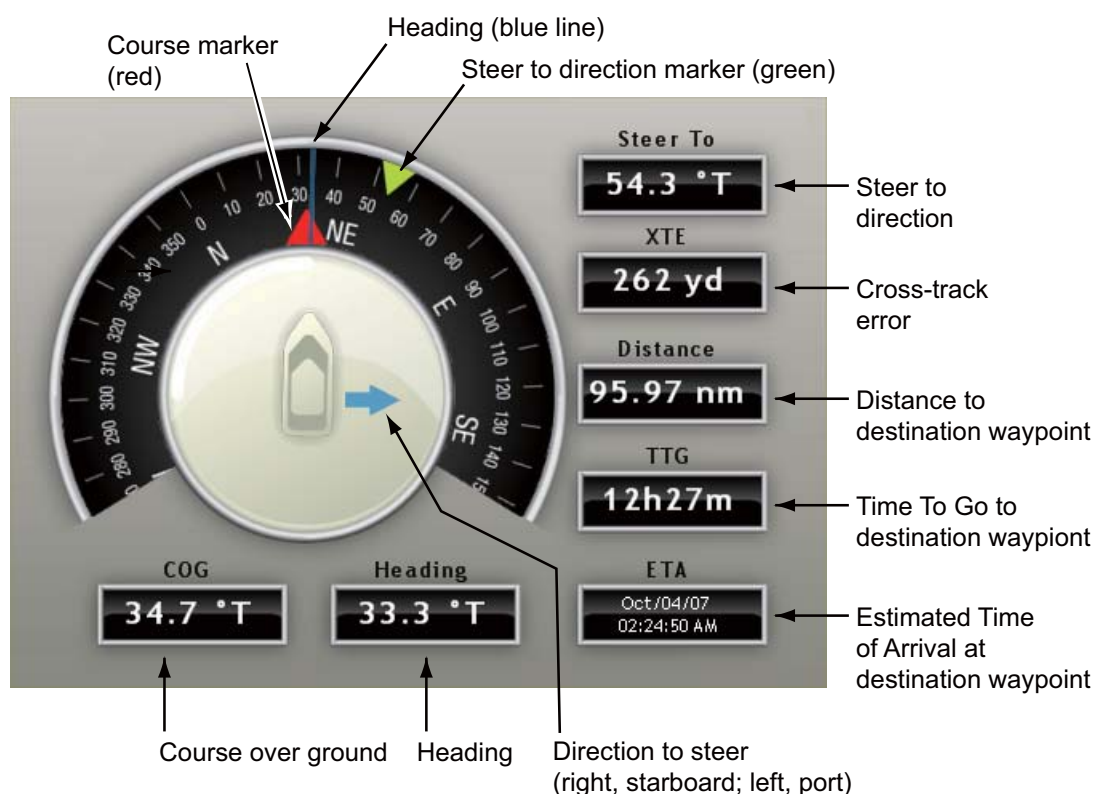 Heading (blue line)
Course marker
(red)
Steer to direction marker (green)
Steer To
54.3 °T
Steer to
direction
XTE
262 yd
Cross-track
error
Distance
95.97 nm
Distance to
destination waypoint
TTG
12h27m
Time To Go to
destination waypiont
ETA
Oct/04/07
02:24:50 AM
Estimated Time
of Arrival at
destination waypoint
280
290
300
310
320
330
340
350
0
10
20
30
40
50
60
70
80
90
100
110
120
130
140
NW
N
NE
E
SE
COG
34.7 °T
Heading
33.3 °T
Course over ground
Heading
Direction to steer
(right, starboard; left, port)